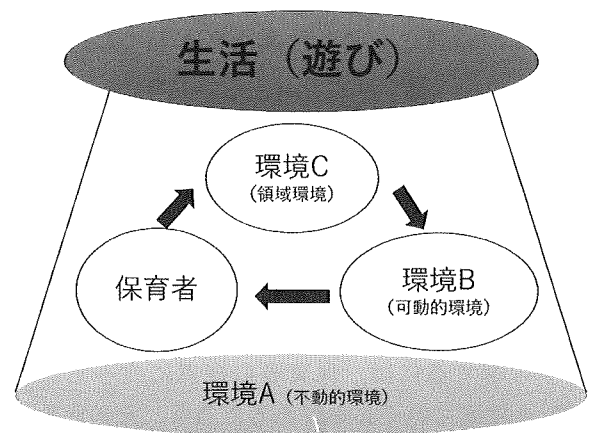 生活（遊び）
環境C
（領域環境）
保育者
環境B
（可動的環境）
環境A（不動的環境）